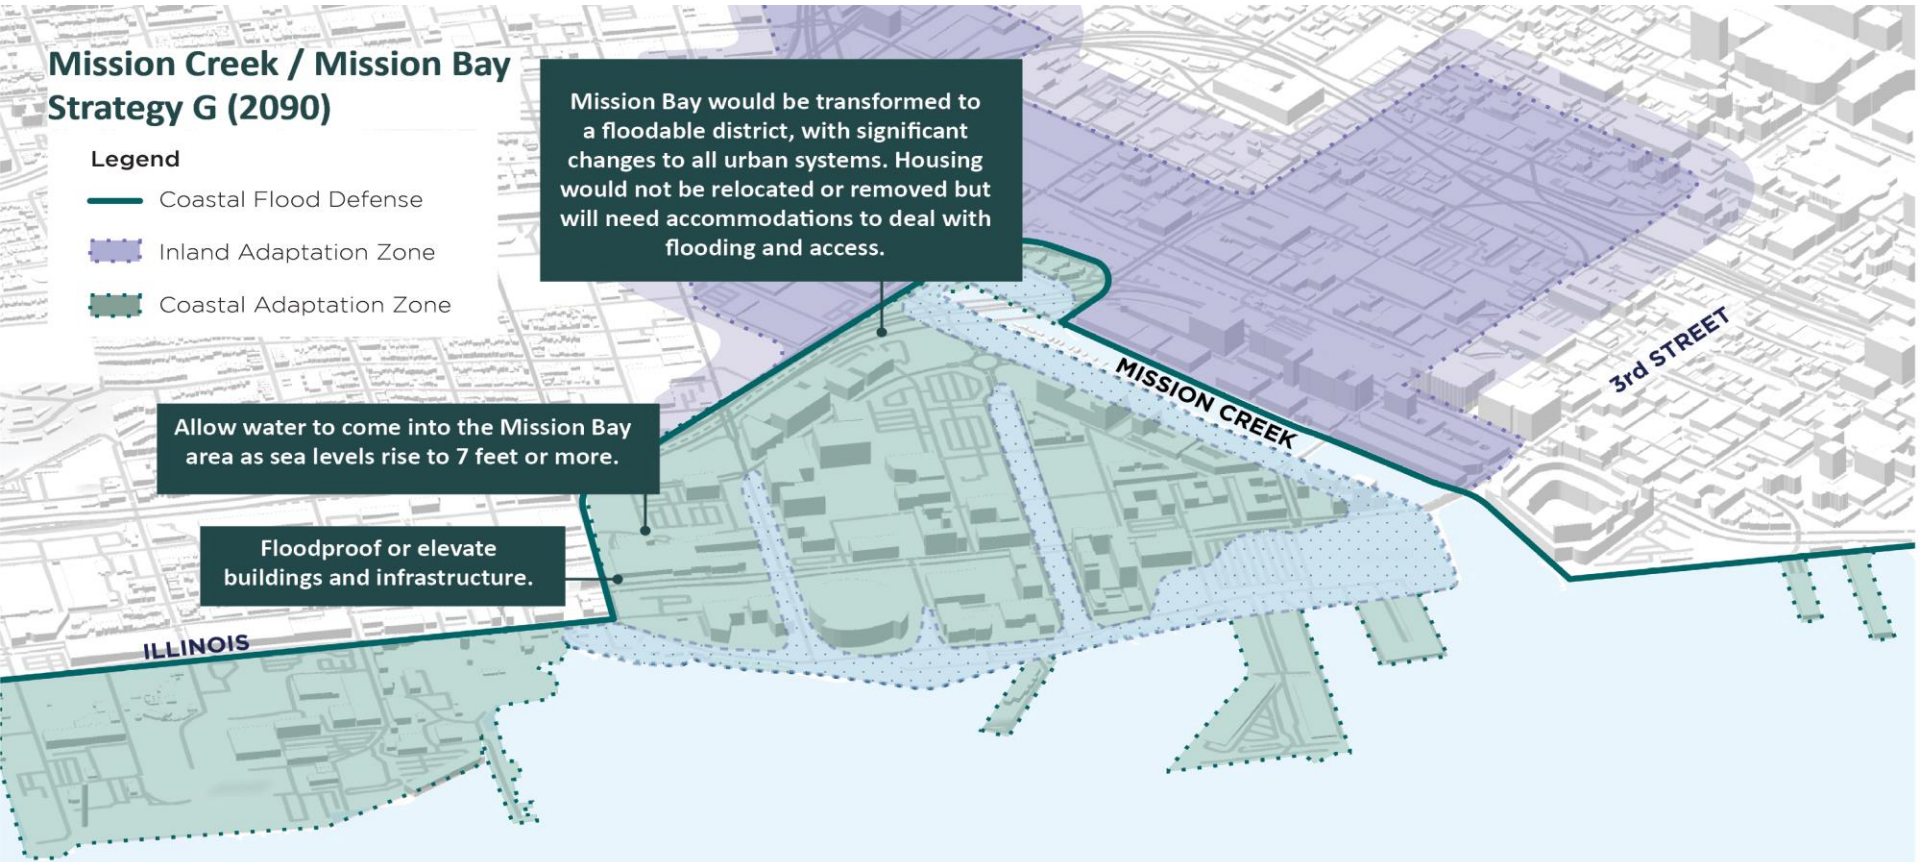 Mission Creek / Mission Bay
Strategy G (2090)
Legend
Coastal Flood Defense
Inland Adaptation Zone
Coastal Adaptation Zone
Mission Bay would be transformed to
a floodable district, with significant
changes to all urban systems. Housing
would not be relocated or removed but
will need accommodations to deal with
flooding and access.
Allow water to come into the Mission Bay
area as sea levels rise to 7 feet or more.
Floodproof or elevate
buildings and infrastructure.
MISSION CREEK
3rd STREET
ILLINOIS